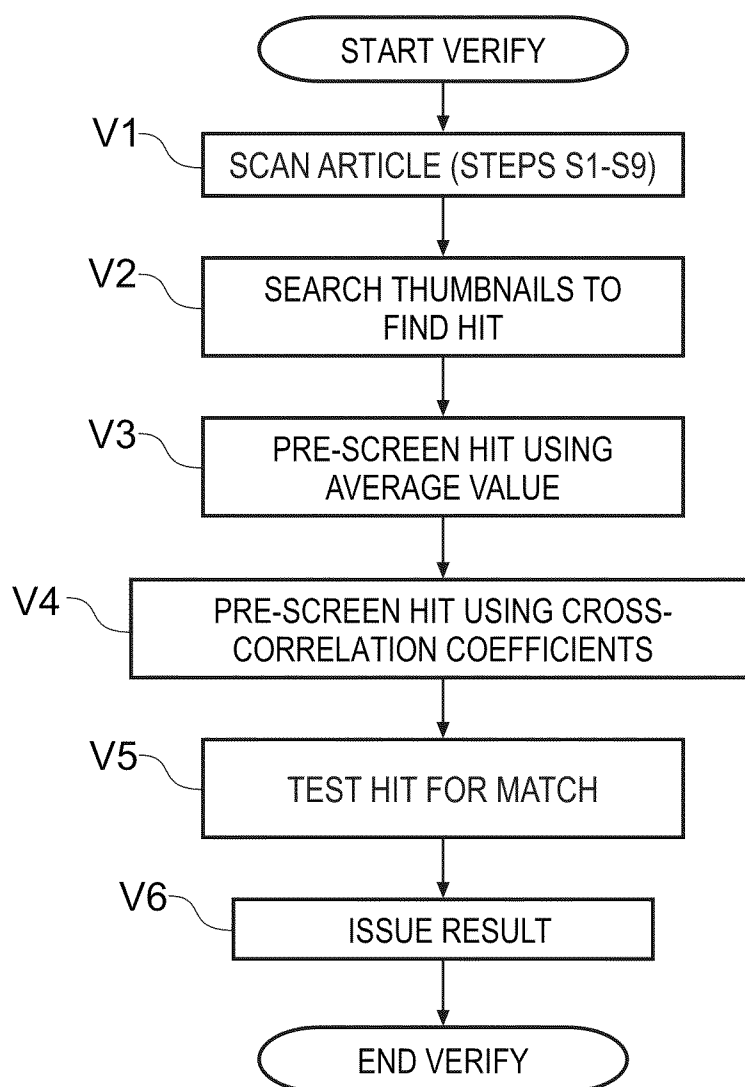 START VERIFY
V1
SCAN ARTICLE (STEPS S1-S9)
V2
SEARCH THUMBNAILS TO
FIND HIT
V3
PRE-SCREEN HIT USING
AVERAGE VALUE
V4
PRE-SCREEN HIT USING CROSS-
CORRELATION COEFFICIENTS
V5
TEST HIT FOR MATCH
V6
ISSUE RESULT
END VERIFY